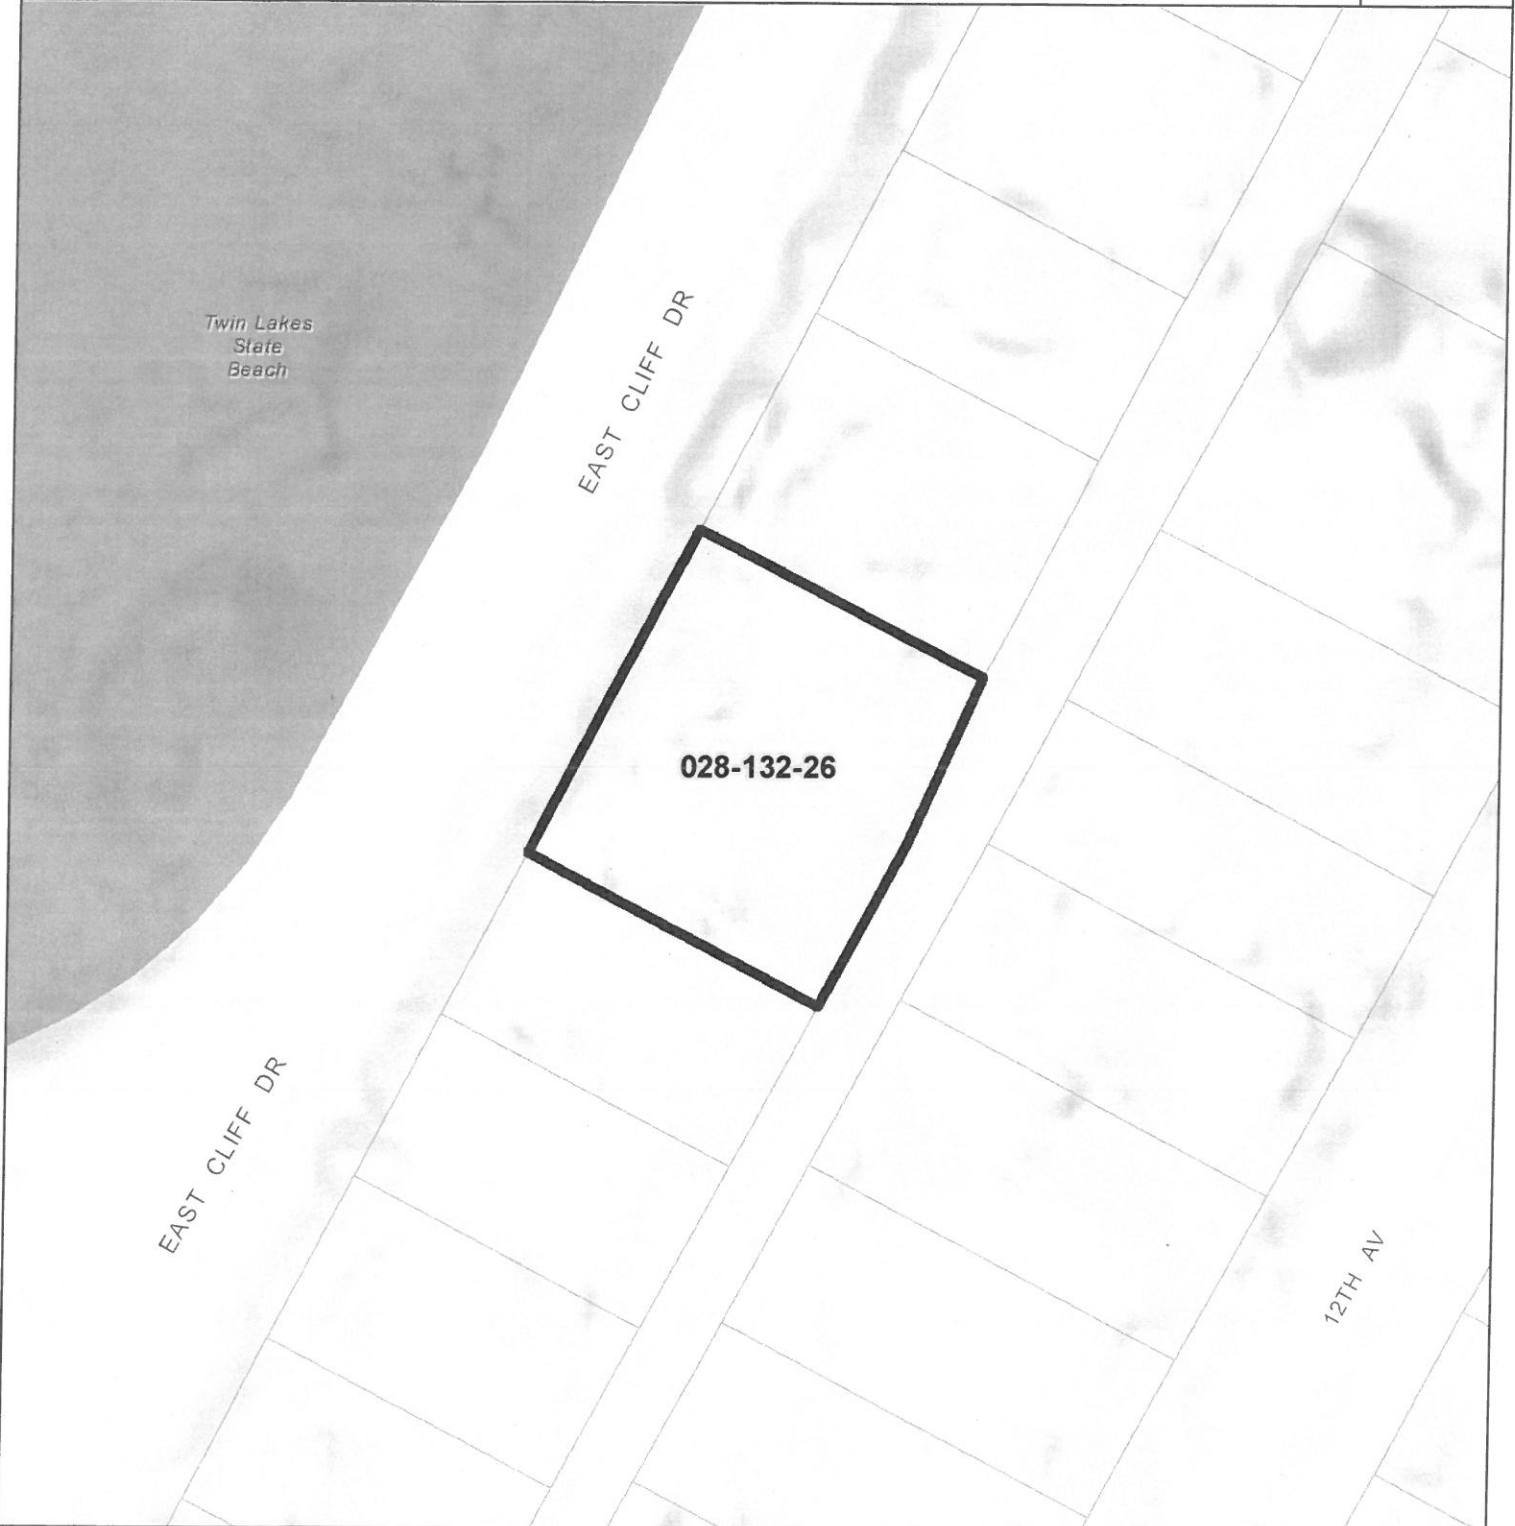 EAST CLIFF DR
Twin Lakes
State
Beach
028-132-26
EAST CLIFF DR
12TH AV